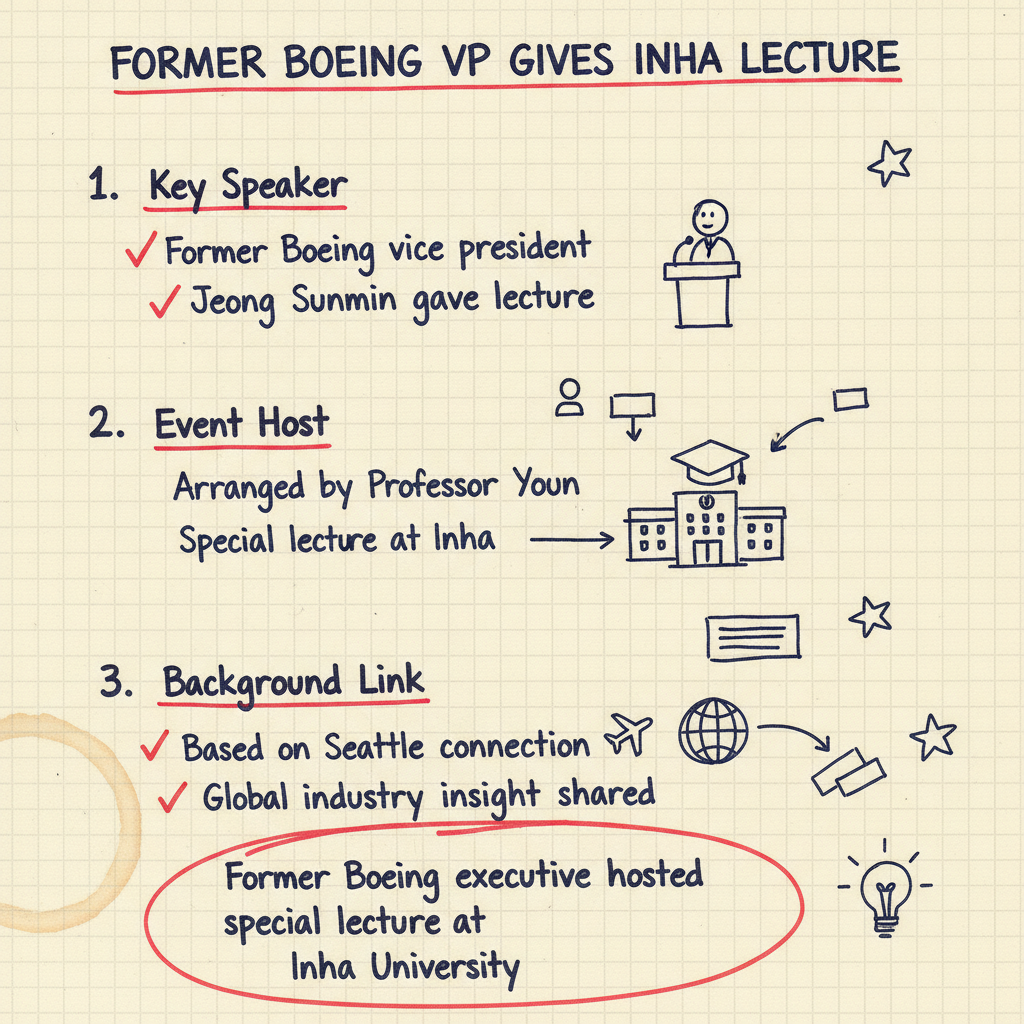 FORMER BOEING VP GIVES INHA LECTURE
1. Key Speaker
Former Boeing vice president
Jeong Sunmin gave lecture
2. Event Host
Arranged by Professor Youn
Special lecture at Inha
3. Background Link
Based on Seattle connection
Global industry insight shared
Former Boeing executive hosted
special lecture at
Inha University